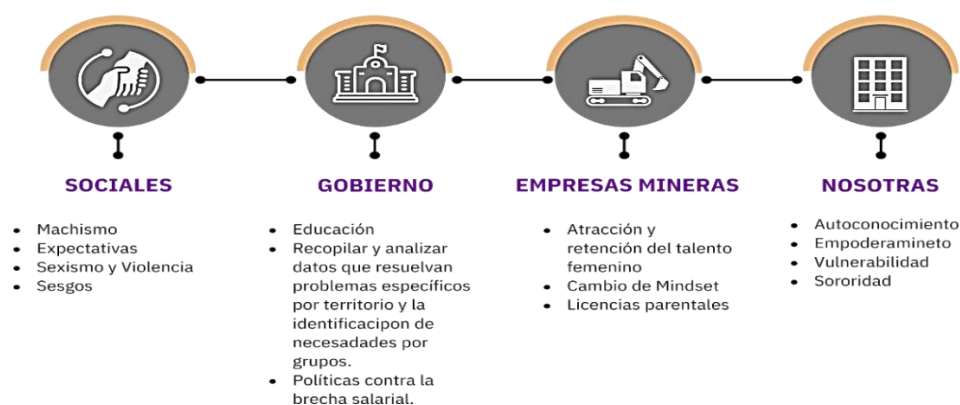 SOCIALES
• Machismo
• Expectativas
• Sexismo y Violencia
• Sesgos
GOBIERNO
• Educación
• Recopilar y analizar
datos que resuelvan
problemas específicos
por territorio y la
identificacipon de
necesadades por
grupos.
• Políticas contra la
brecha salarial.
EMPRESAS MINERAS
• Atracción y
retención del talento
femenino
• Cambio de Mindset
• Licencias parentales
NOSOTRAS
• Autoconocimiento
• Empoderamineto
• Vulnerabilidad
• Sororidad